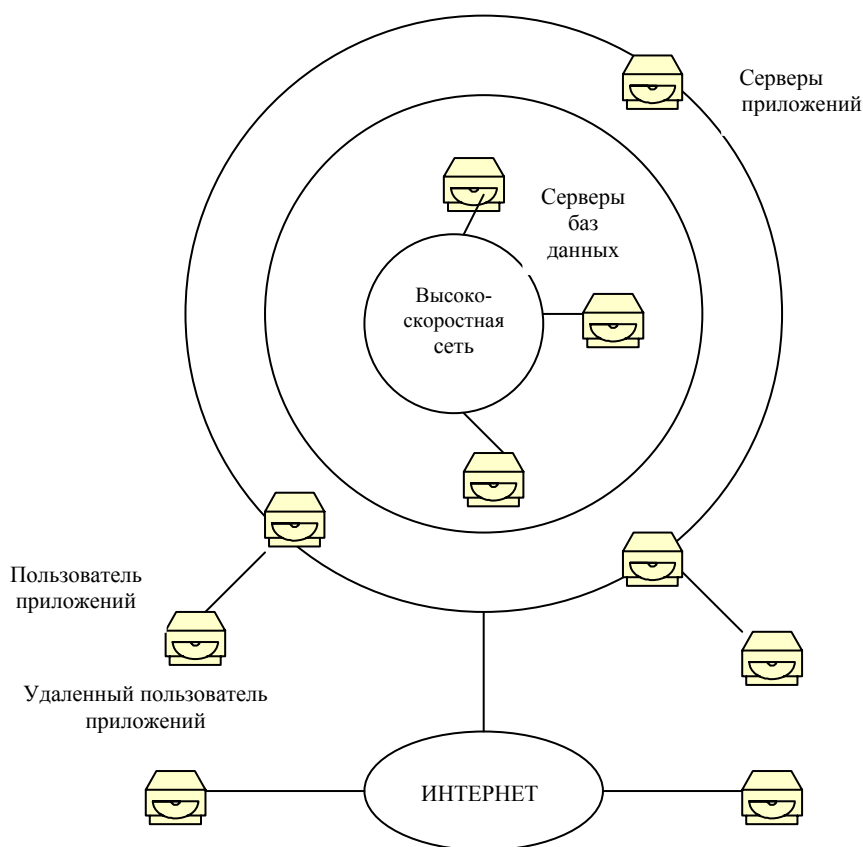 Серверы
приложений
Серверы
баз
данных
Высоко-
скоростная
сеть
Пользователь
приложений
Удаленный пользователь
приложений
ИНТЕРНЕТ